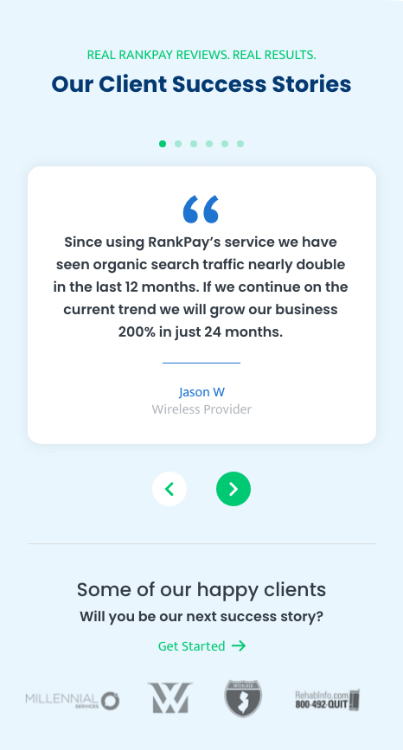 REAL RANKPAY REVIEWS. REAL RESULTS.
Our Client Success Stories
Since using RankPay’s service we have
seen organic search traffic nearly double
in the last 12 months. If we continue on the
current trend we will grow our business
200% in just 24 months.
Jason W
Wireless Provider
Some of our happy clients
Will you be our next success story?
Get Started
MILLENNIAL
SERVICES
RehabInfo.com
800-492-QUIT